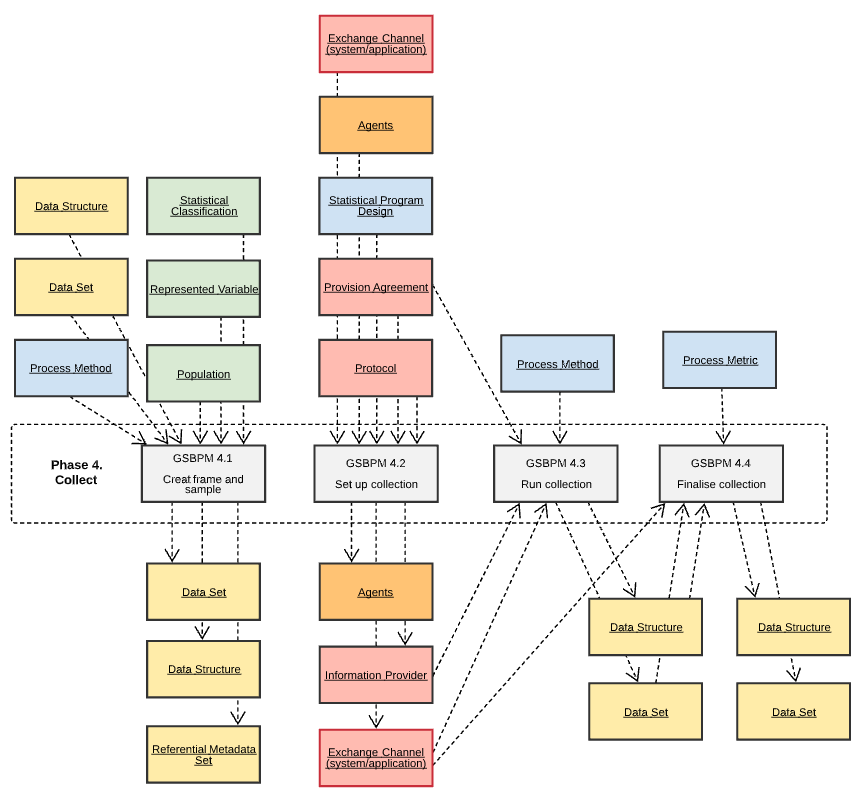 Exchange Channel
(system/application)
Agents
Data Structure
Statistical
Classification
Statistical Program
Design
Data Set
Represented Variable
Provision Agreement
Process Method
Population
Protocol
Process Method
Process Metric
Phase 4.
Collect
GSBPM 4.1
Creat frame and
sample
GSBPM 4.2
Set up collection
GSBPM 4.3
Run collection
GSBPM 4.4
Finalise collection
Data Set
Agents
Data Structure
Data Structure
Data Structure
Information Provider
Data Set
Data Set
Referential Metadata
Set
Exchange Channel
(system/application)